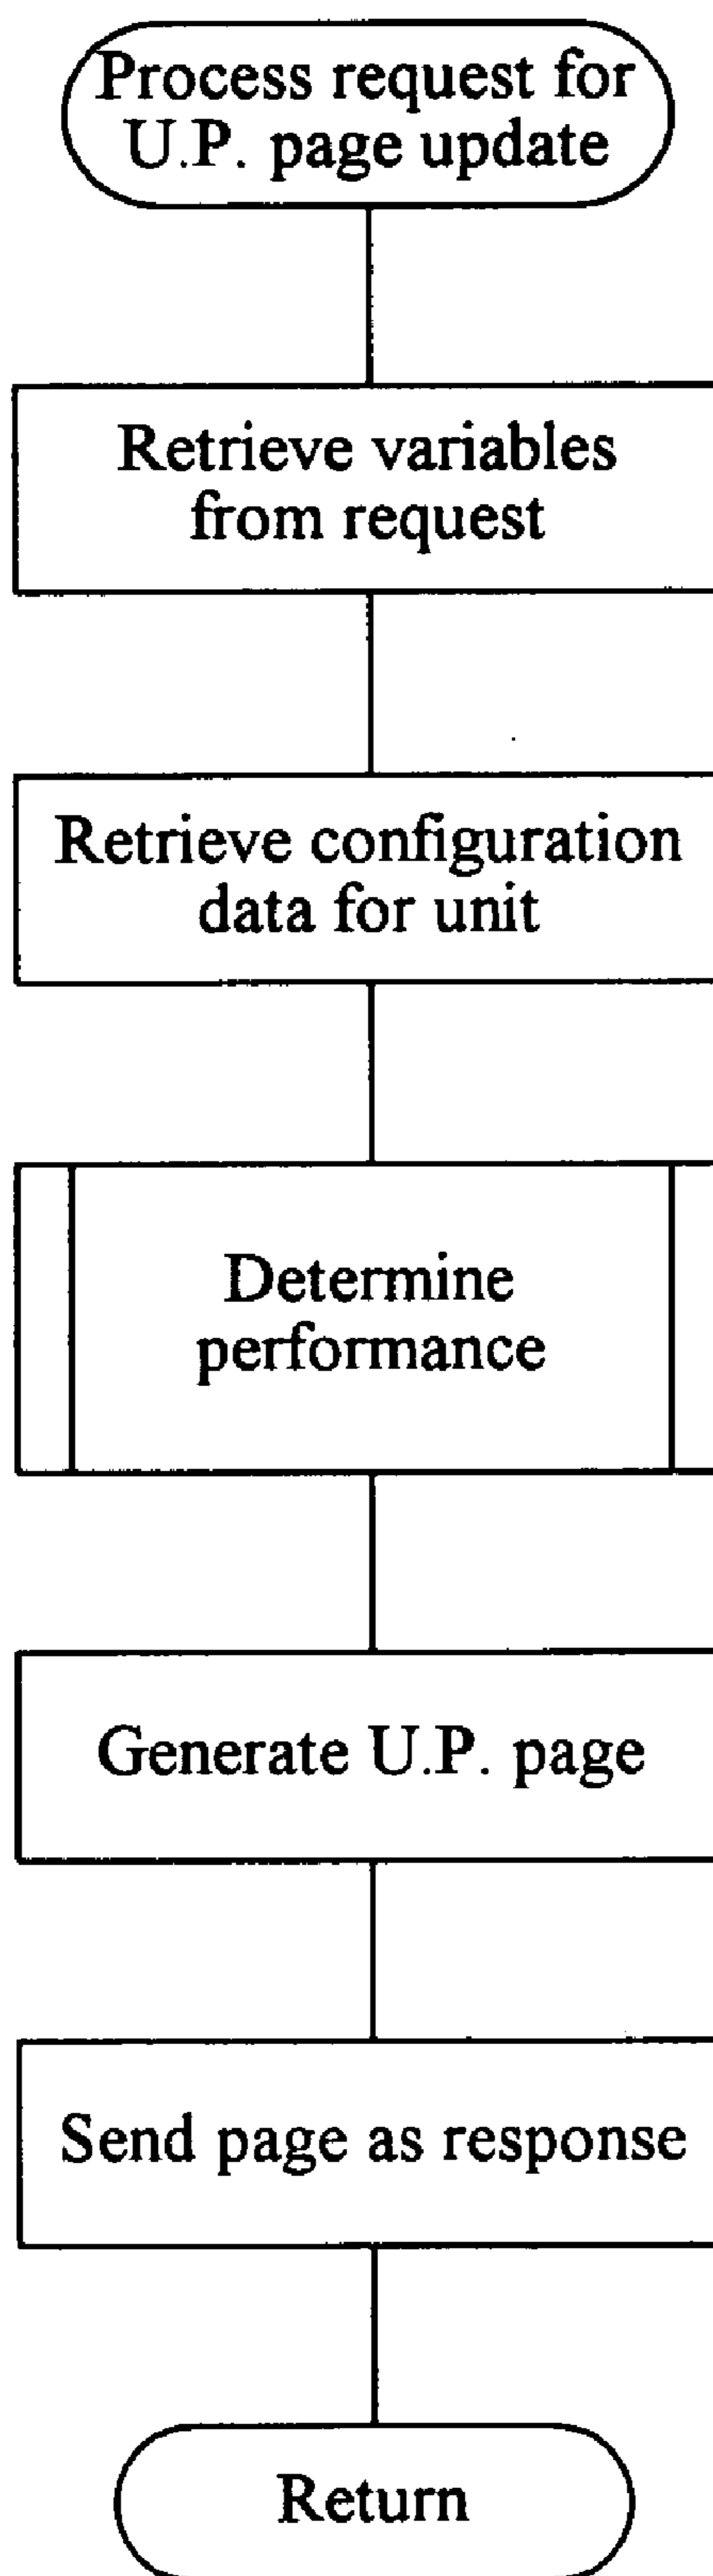 Process request for
U.P. page update
Retrieve variables
from request
Retrieve configuration
data for unit
Determine
performance
Generate U.P. page
Send page as response
Return